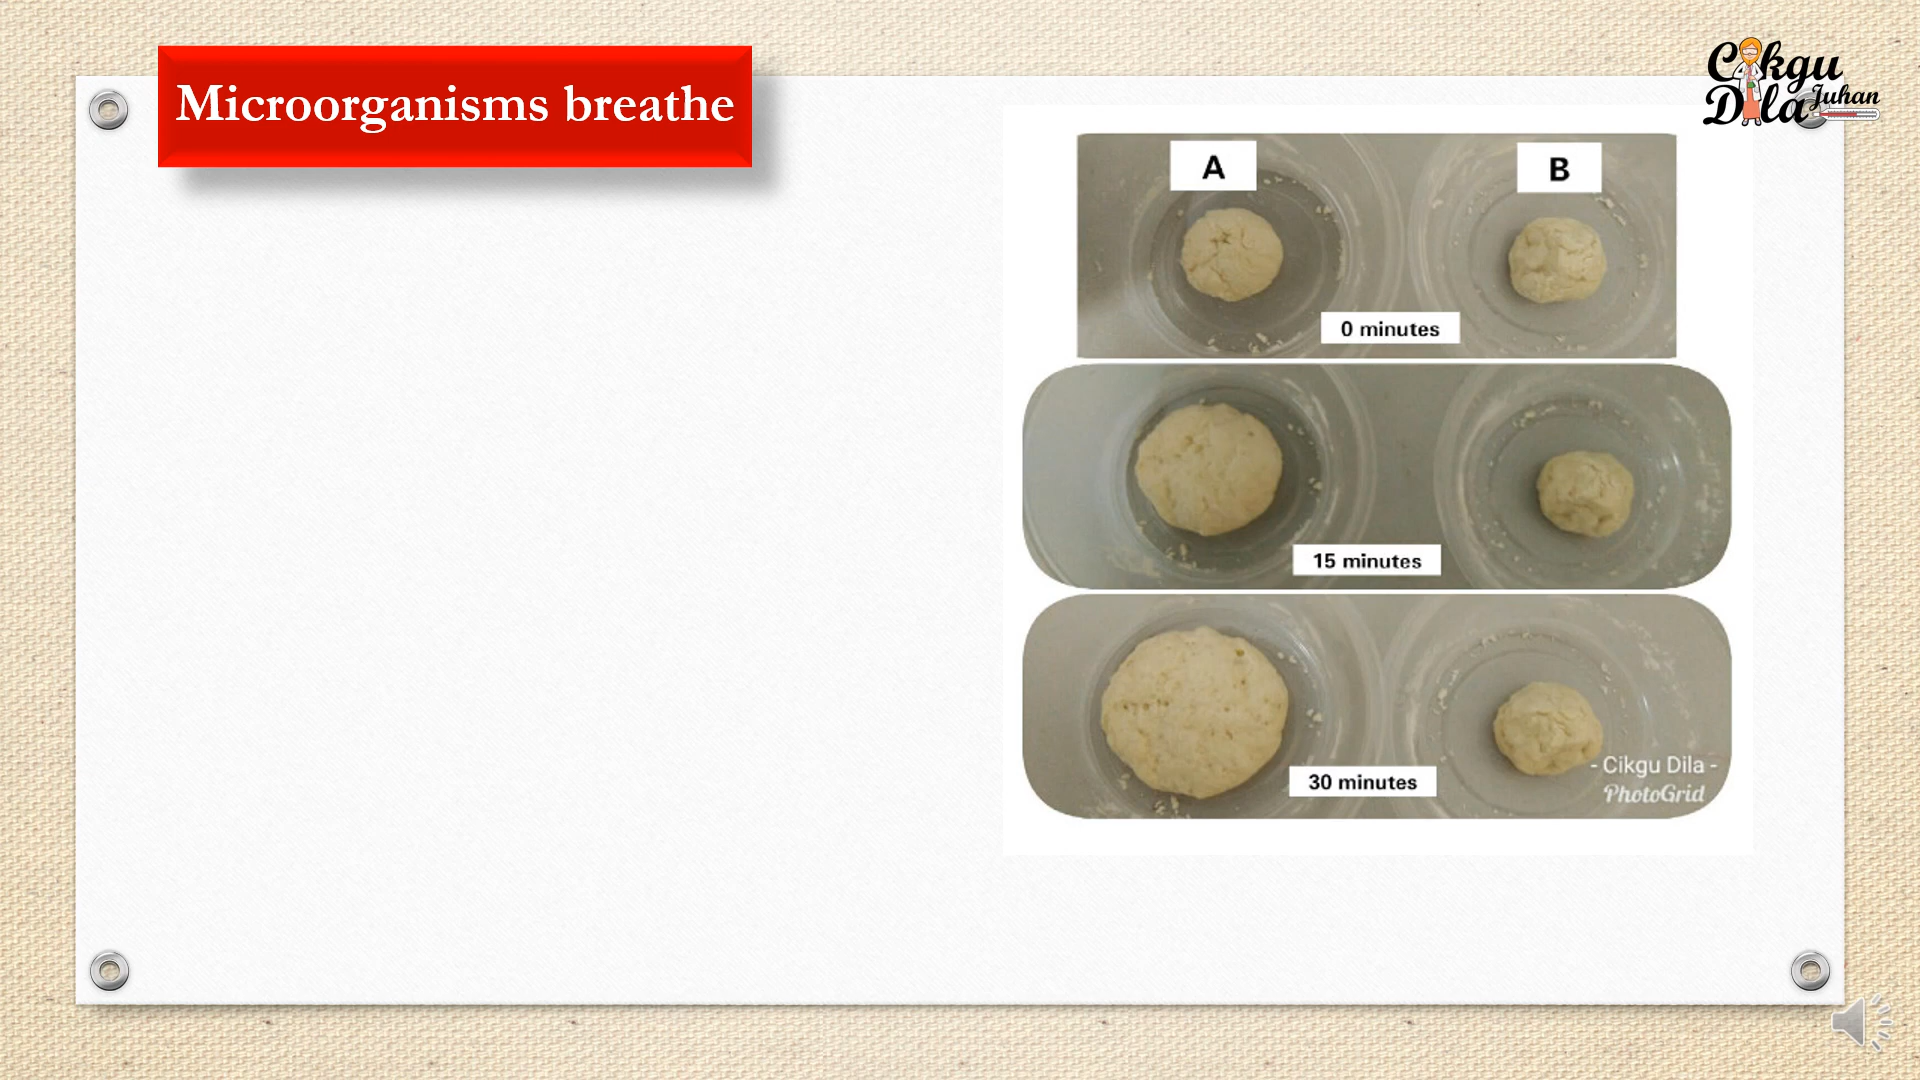 Microorganisms breathe
Cikgu
Dila Juhan
A
B
0 minutes
15 minutes
30 minutes
- Cikgu Dila -
PhotoGrid